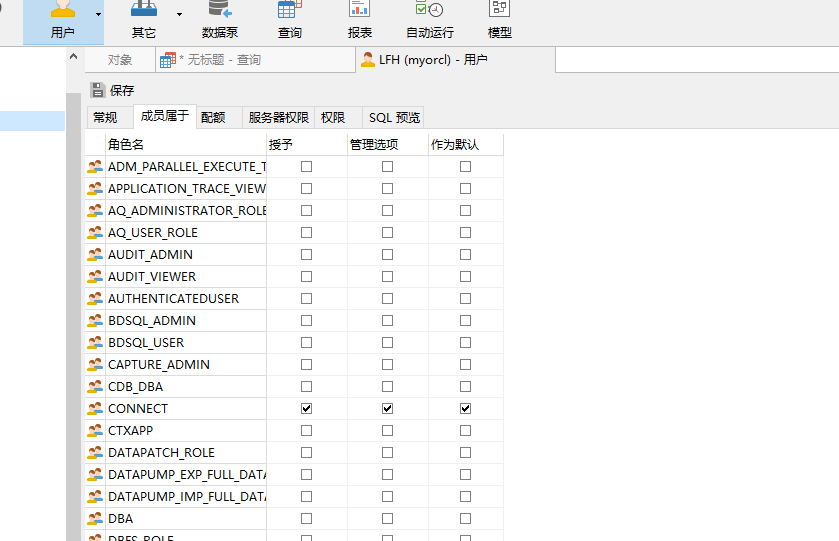 用户 其它 数据泵 查询 报表 自动运行 模型
对象 * 无标题 - 查询 LFH (myorcl) - 用户
保存
常规 成员属于 配额 服务器权限 权限 SQL 预览
角色名 授予 管理选项 作为默认
ADM_PARALLEL_EXECUTE_T
APPLICATION_TRACE_VIEW
AQ_ADMINISTRATOR_ROLE
AQ_USER_ROLE
AUDIT_ADMIN
AUDIT_VIEWER
AUTHENTICATEDUSER
BDSQL_ADMIN
BDSQL_USER
CAPTURE_ADMIN
CDB_DBA
CONNECT
CTXAPP
DATAPATCH_ROLE
DATAPUMP_EXP_FULL_DATA
DATAPUMP_IMP_FULL_DATA
DBA
DBFS_ROLE